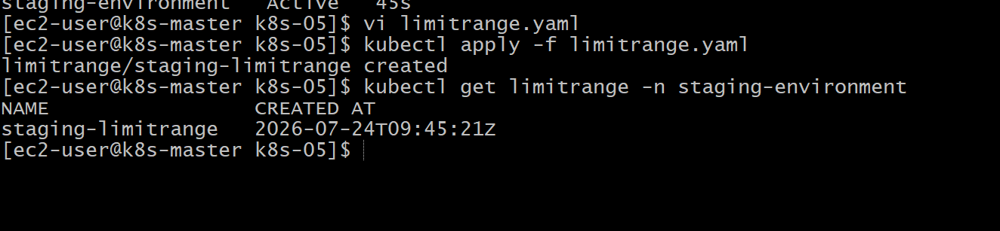 staging-environment   Active   45s
[ec2-user@k8s-master k8s-05]$ vi limitrange.yaml
[ec2-user@k8s-master k8s-05]$ kubectl apply -f limitrange.yaml
limitrange/staging-limitrange created
[ec2-user@k8s-master k8s-05]$ kubectl get limitrange -n staging-environment
NAME                 CREATED AT
staging-limitrange   2026-07-24T09:45:21Z
[ec2-user@k8s-master k8s-05]$